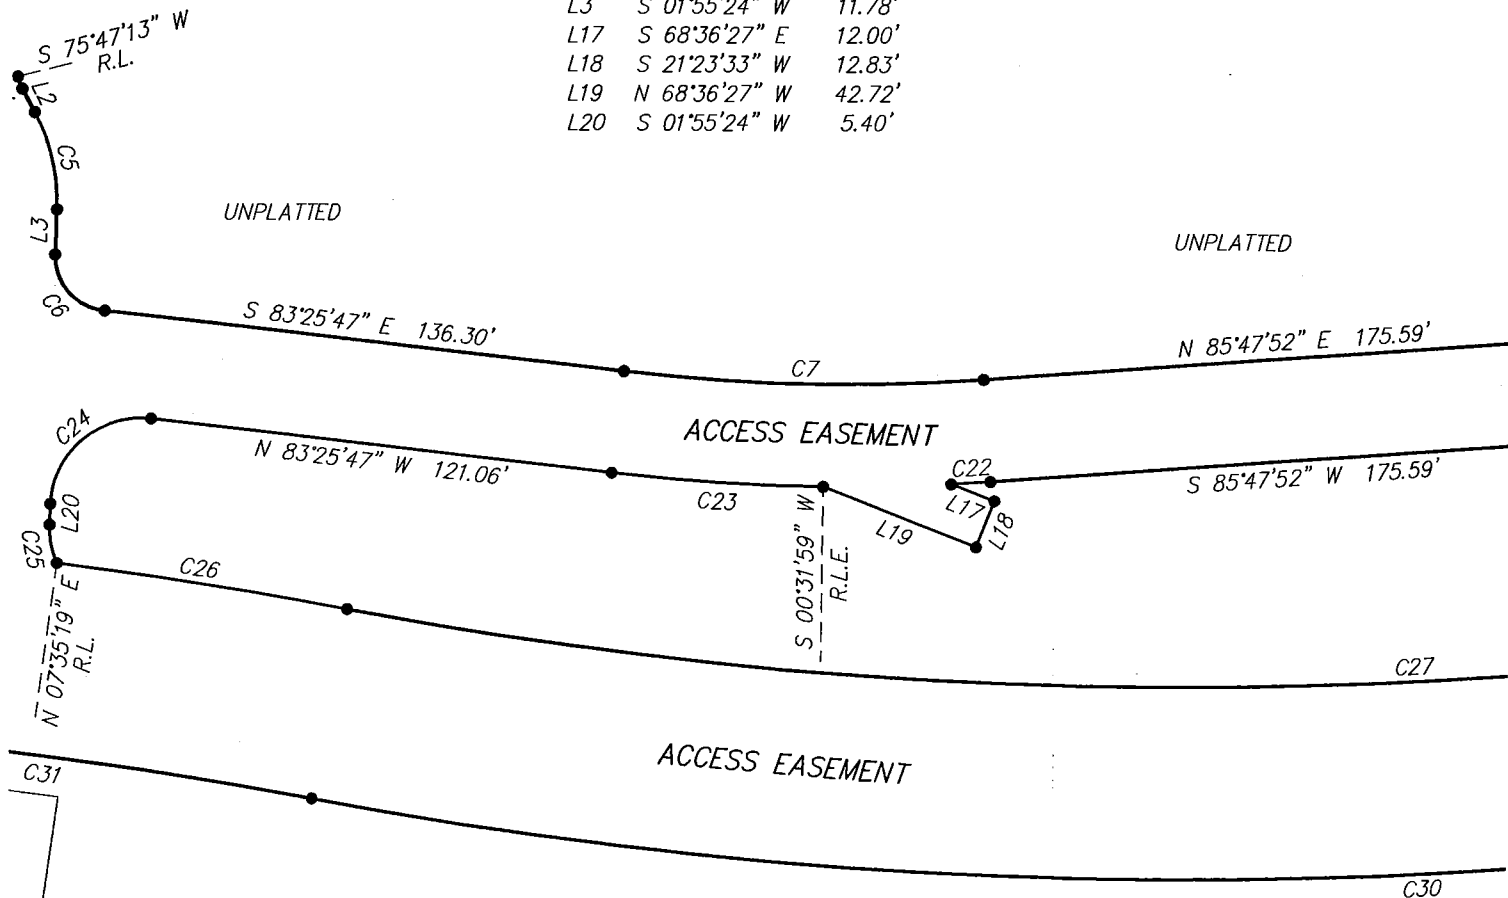 L3 S 01°55'24" W 11.78'
L17 S 68°36'27" E 12.00'
L18 S 21°23'33" W 12.83'
L19 N 68°36'27" W 42.72'
L20 S 01°55'24" W 5.40'
S 75°47'13" W
R.L.
L2
C5
UNPLATTED
L3
UNPLATTED
C6
S 83°25'47" E 136.30'
C7
N 85°47'52" E 175.59'
C24
ACCESS EASEMENT
N 83°25'47" W 121.06'
C22
S 85°47'52" W 175.59'
L17
C23
L20
L19
L18
C25
C26
S 00°31'59" W
R.L.E.
N 07°35'19" E
R.L.
C27
ACCESS EASEMENT
C31
C30